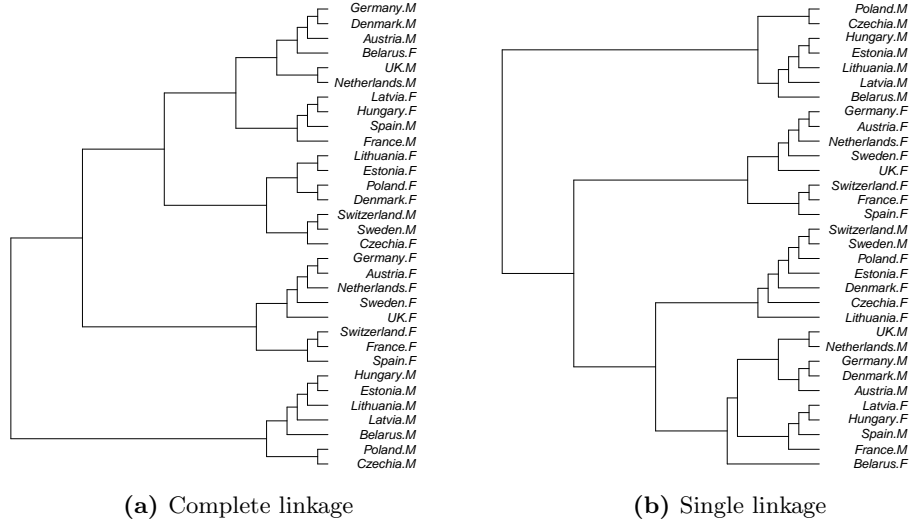 Germany.M
Denmark.M
Austria.M
Belarus.F
UK.M
Netherlands.M
Latvia.F
Hungary.F
Spain.M
France.M
Lithuania.F
Estonia.F
Poland.F
Denmark.F
Switzerland.M
Sweden.M
Czechia.F
Germany.F
Austria.F
Netherlands.F
Sweden.F
UK.F
Switzerland.F
France.F
Spain.F
Hungary.M
Estonia.M
Lithuania.M
Latvia.M
Belarus.M
Poland.M
Czechia.M
(a) Complete linkage
Poland.M
Czechia.M
Hungary.M
Estonia.M
Lithuania.M
Latvia.M
Belarus.M
Germany.F
Austria.F
Netherlands.F
Sweden.F
UK.F
Switzerland.F
France.F
Spain.F
Switzerland.M
Sweden.M
Poland.F
Estonia.F
Denmark.F
Czechia.F
Lithuania.F
UK.M
Netherlands.M
Germany.M
Denmark.M
Austria.M
Latvia.F
Hungary.F
Spain.M
France.M
Belarus.F
(b) Single linkage